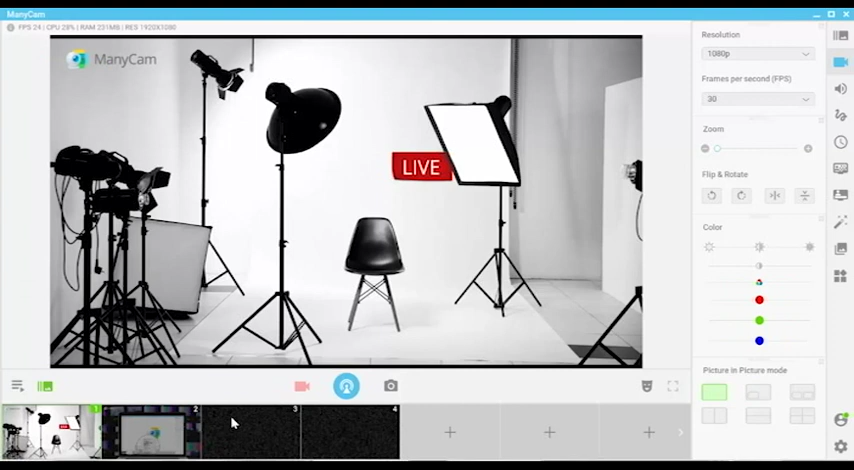 ManyCam
FPS 24 | CPU 28% | RAM 231MB | RES 1920X1080
ManyCam
LIVE
Resolution
1080p
Frames per second (FPS)
30
Zoom
Flip & Rotate
Color
Picture in Picture mode
1
2
3
4